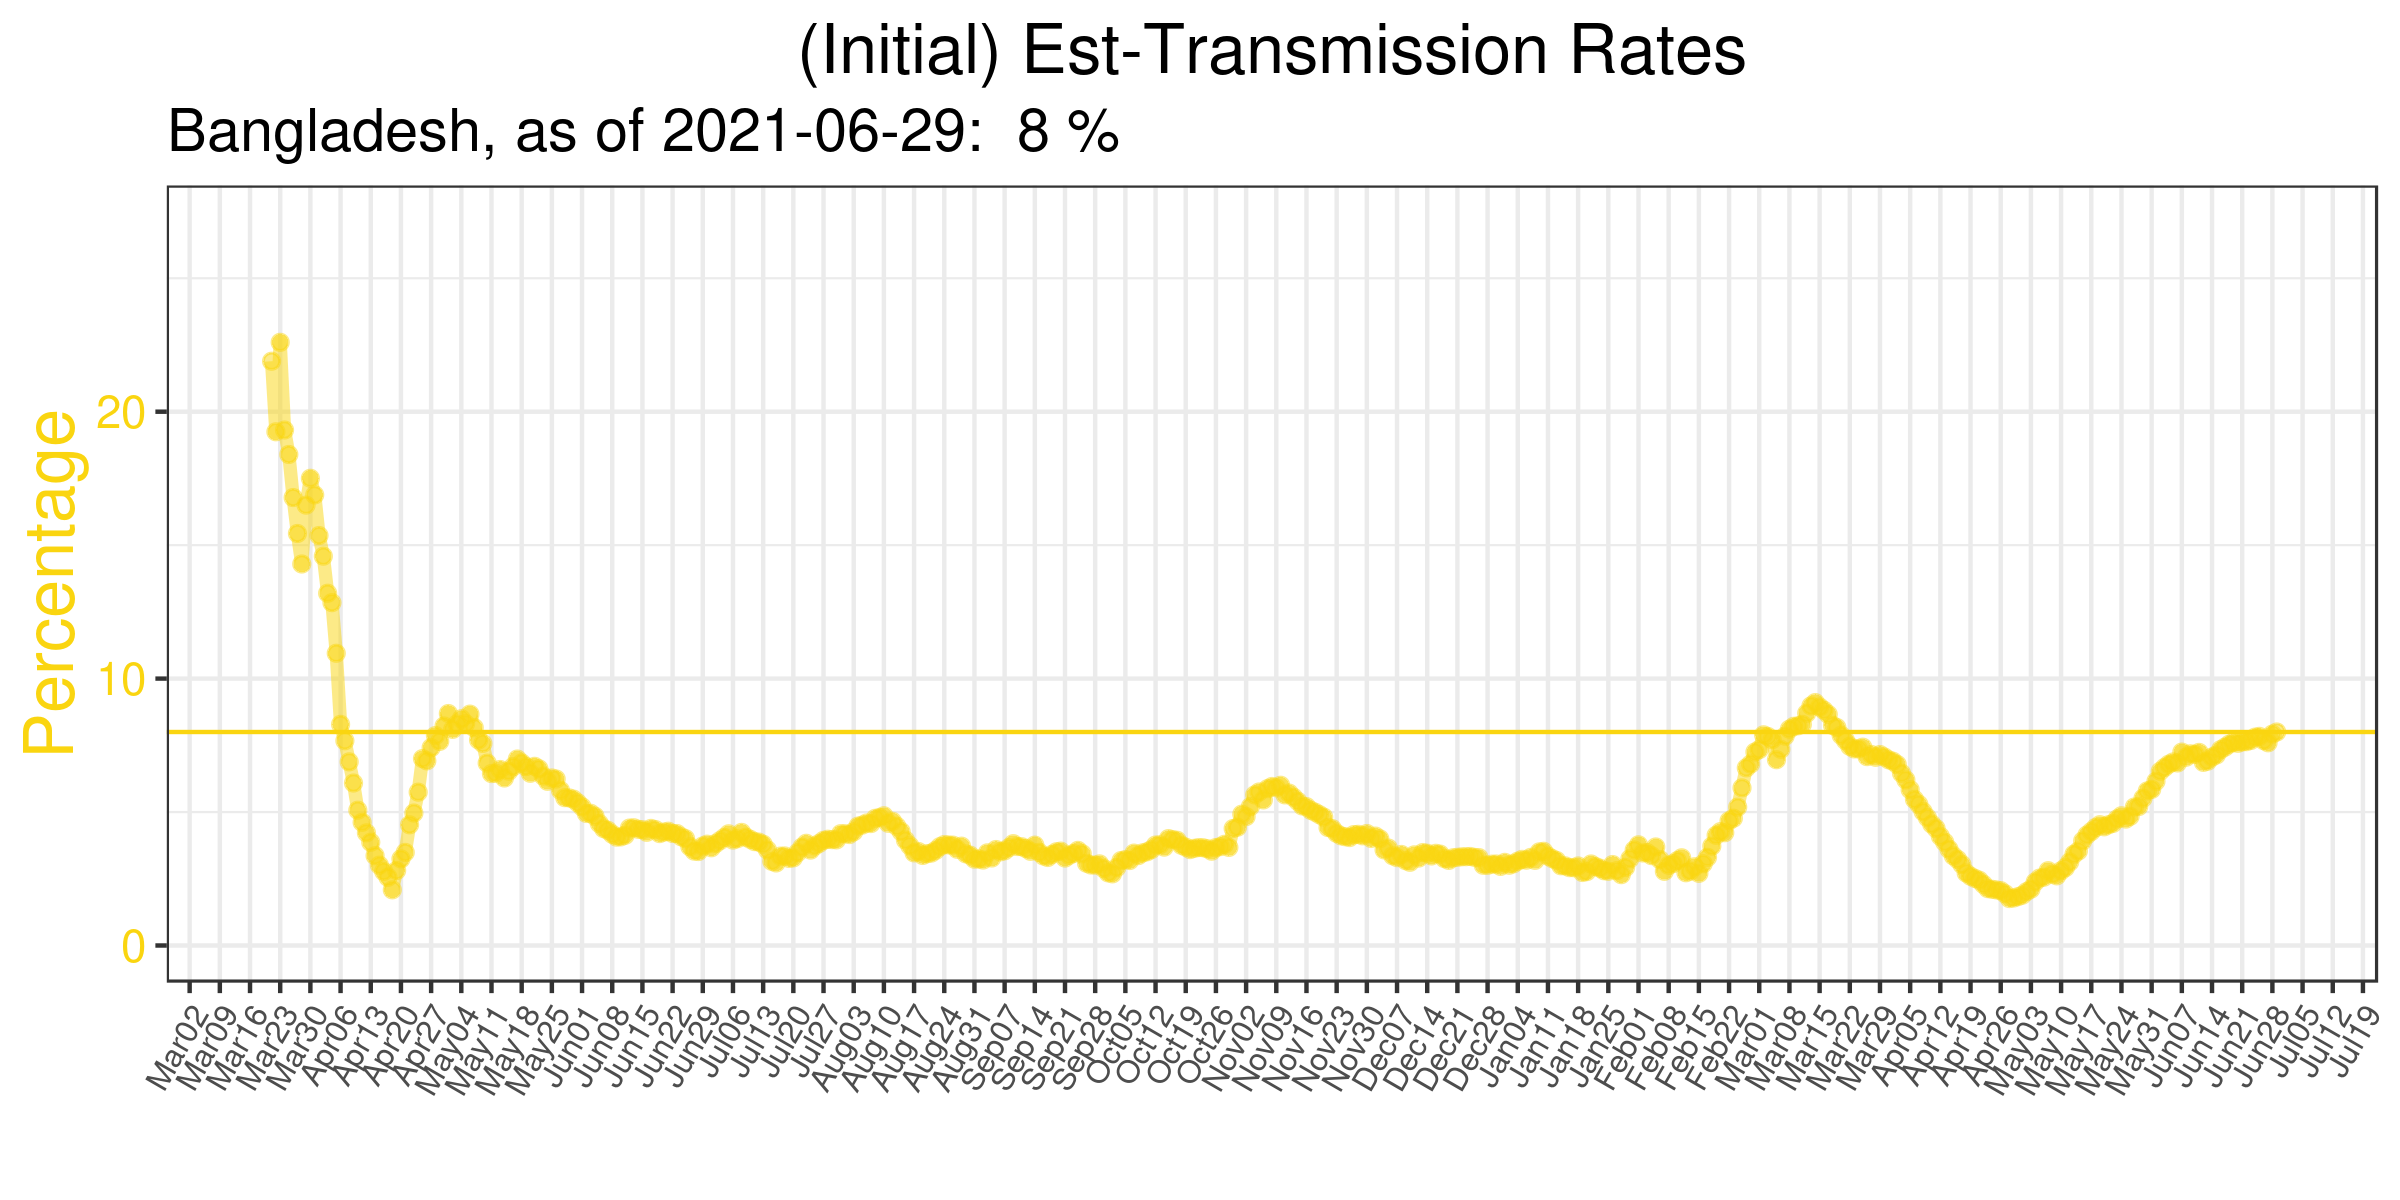 (Initial) Est-Transmission Rates
Bangladesh, as of 2021-06-29:  8 %
Percentage
20
10
0
Mar02
Mar09
Mar16
Mar23
Mar30
Apr06
Apr13
Apr20
Apr27
May04
May11
May18
May25
Jun01
Jun08
Jun15
Jun22
Jun29
Jul06
Jul13
Jul20
Jul27
Aug03
Aug10
Aug17
Aug24
Aug31
Sep07
Sep14
Sep21
Sep28
Oct05
Oct12
Oct19
Oct26
Nov02
Nov09
Nov16
Nov23
Nov30
Dec07
Dec14
Dec21
Dec28
Jan04
Jan11
Jan18
Jan25
Feb01
Feb08
Feb15
Feb22
Mar01
Mar08
Mar15
Mar22
Mar29
Apr05
Apr12
Apr19
Apr26
May03
May10
May17
May24
May31
Jun07
Jun14
Jun21
Jun28
Jul05
Jul12
Jul19